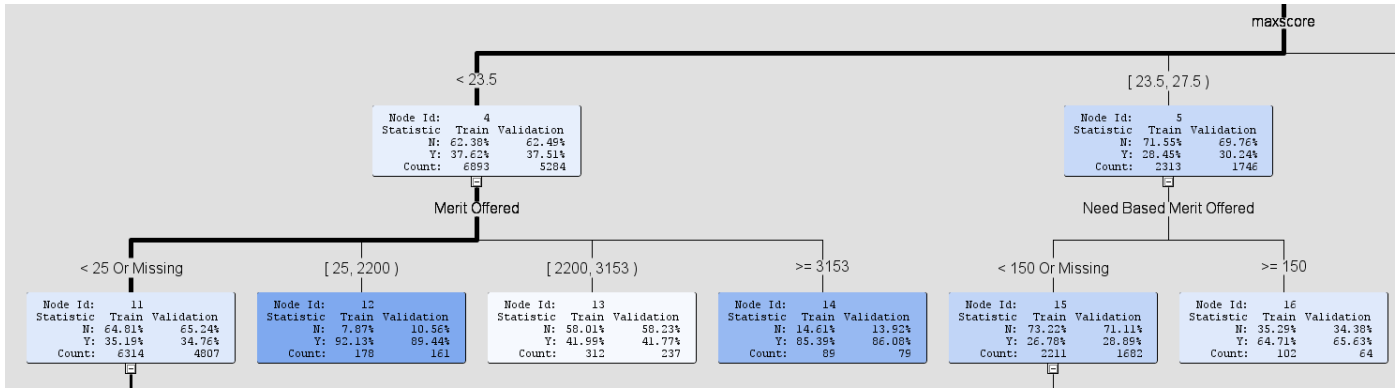 maxscore
< 23.5
[ 23.5, 27.5 )
Node Id: 4
Statistic Train Validation
N: 62.38% 62.49%
Y: 37.62% 37.51%
Count: 6893 5284
Node Id: 5
Statistic Train Validation
N: 71.55% 69.76%
Y: 28.45% 30.24%
Count: 2313 1746
Merit Offered
Need Based Merit Offered
< 25 Or Missing
[ 25, 2200 )
[ 2200, 3153 )
>= 3153
< 150 Or Missing
>= 150
Node Id: 11
Statistic Train Validation
N: 64.81% 65.24%
Y: 35.19% 34.76%
Count: 6314 4807
Node Id: 12
Statistic Train Validation
N: 7.87% 10.56%
Y: 92.13% 89.44%
Count: 178 161
Node Id: 13
Statistic Train Validation
N: 58.01% 58.23%
Y: 41.99% 41.77%
Count: 312 237
Node Id: 14
Statistic Train Validation
N: 14.61% 13.92%
Y: 85.39% 86.08%
Count: 89 79
Node Id: 15
Statistic Train Validation
N: 73.22% 71.11%
Y: 26.78% 28.89%
Count: 2211 1682
Node Id: 16
Statistic Train Validation
N: 35.29% 34.38%
Y: 64.71% 65.63%
Count: 102 64